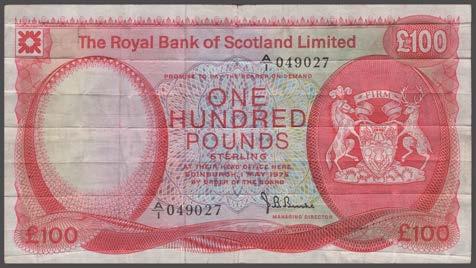 The Royal Bank of Scotland Limited
£100
A/1 049027
PROMISE TO PAY THE BEARER ON DEMAND
ONE
HUNDRED
POUNDS
STERLING
AT THEIR HEAD OFFICE HERE
EDINBURGH, 1 MAY 1975
BY ORDER OF THE BOARD
FIRM
A/1 049027
J B Burke
MANAGING DIRECTOR
£100
£100